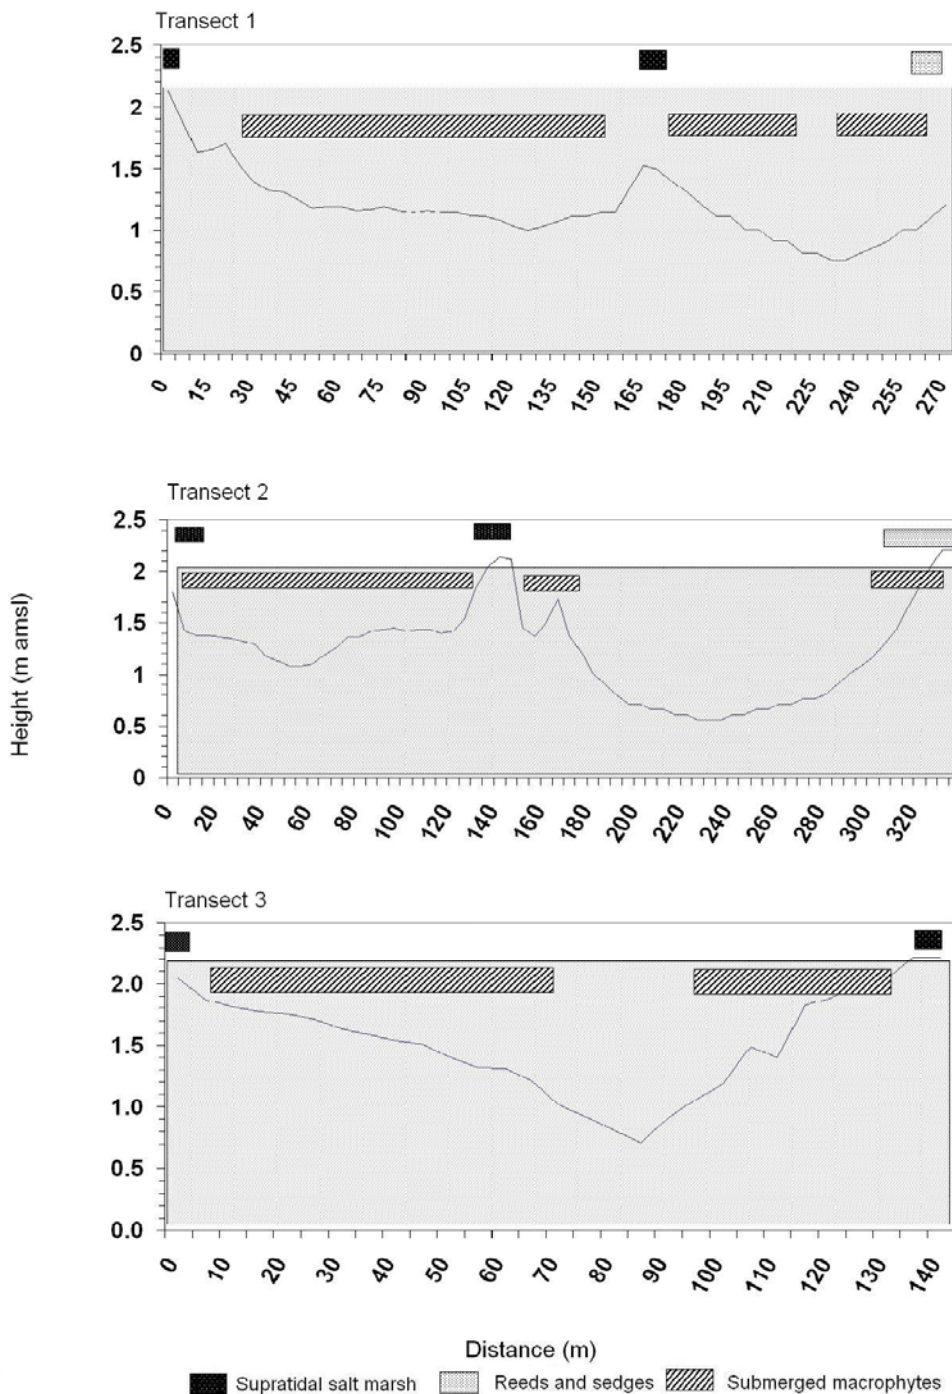 Transect 1
2.5
2
1.5
1
0.5
0
0 15 30 45 60 75 90 105 120 135 150 165 180 195 210 225 240 255 270
Transect 2
2.5
2
1.5
1
0.5
0
0 20 40 60 80 100 120 140 160 180 200 220 240 260 280 300 320
Height (m amsl)
Transect 3
2.5
2.0
1.5
1.0
0.5
0.0
0 10 20 30 40 50 70 80 90 100 110 120 130 140
Distance (m)
Supratidal salt marsh Reeds and sedges Submerged macrophytes